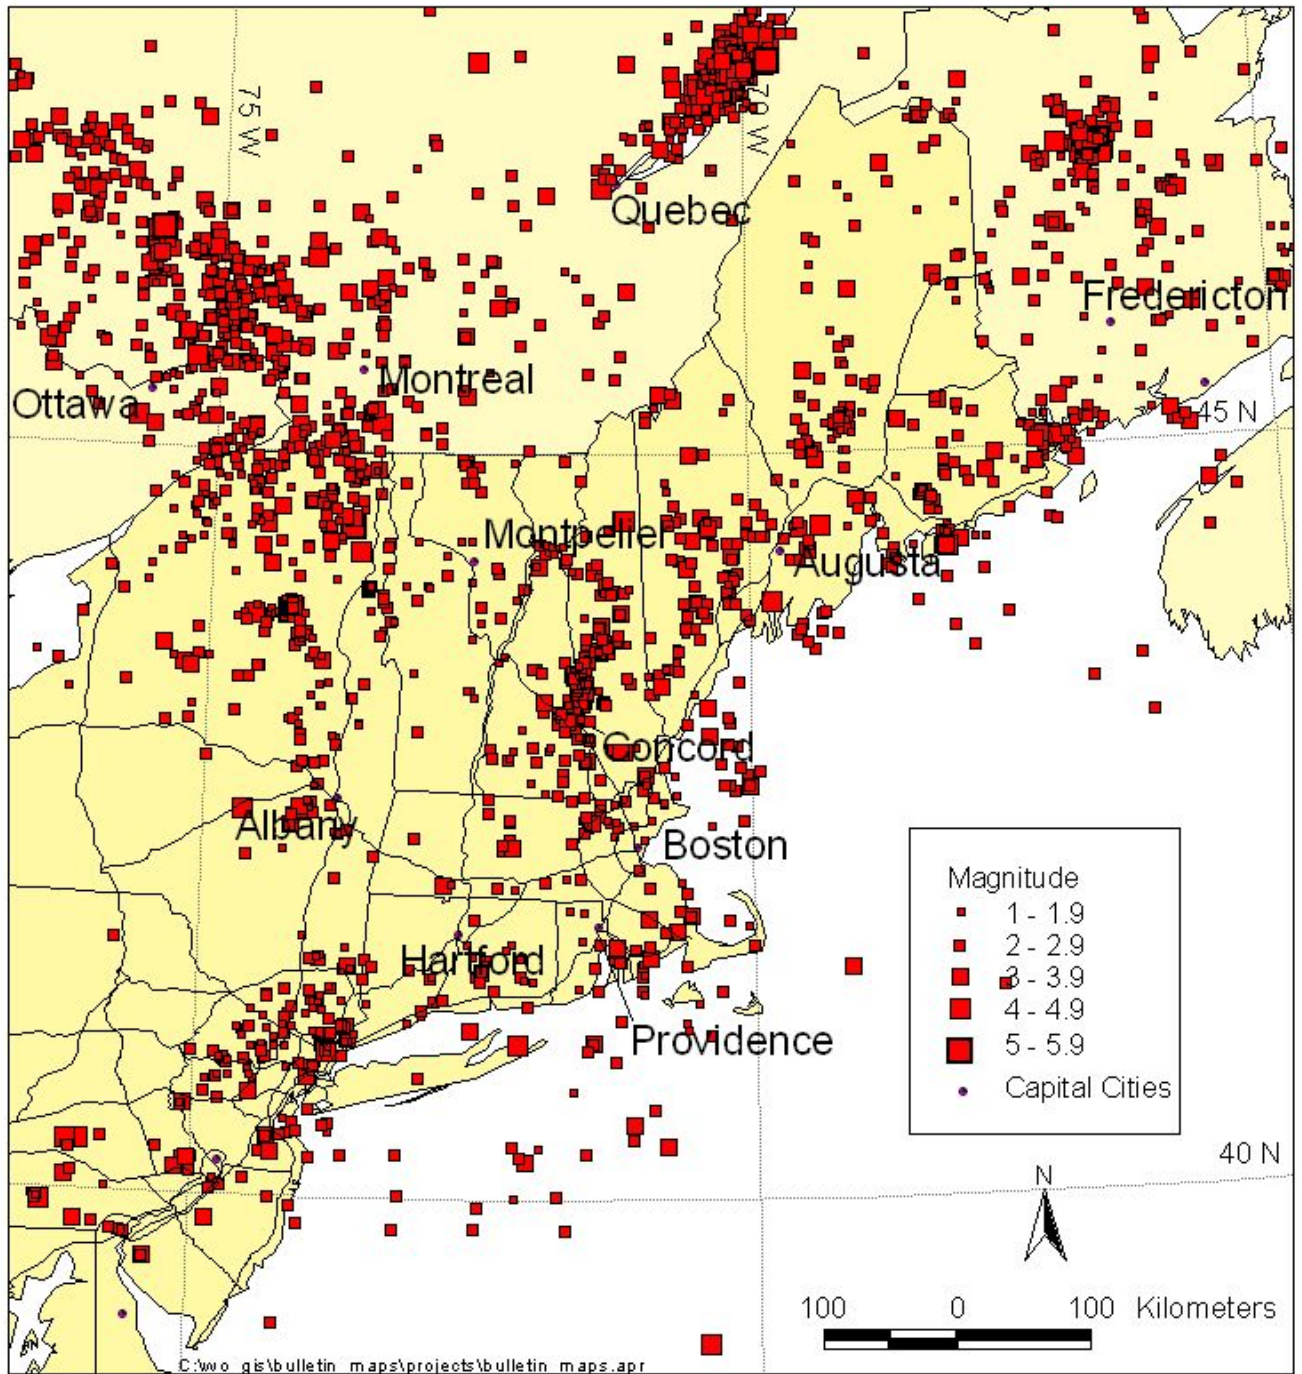 75 W
70 W
Quebec
Fredericton
Ottawa
Montreal
45 N
Montpelier
Augusta
Concord
Albany
Boston
Magnitude
1 - 1.9
2 - 2.9
3 - 3.9
4 - 4.9
5 - 5.9
Capital Cities
Hartford
Providence
40 N
N
100 0 100 Kilometers
C:\wo_gis\bulletin_maps\projects\bulletin_maps.apr